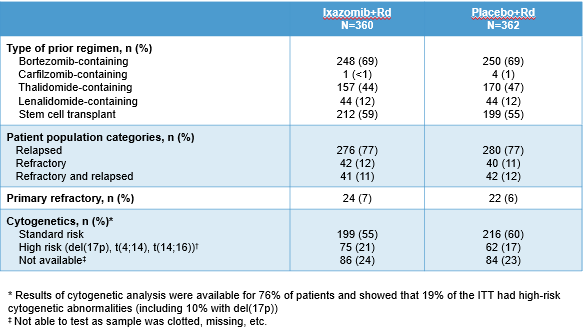 Ixazomib+Rd Placebo+Rd
N=360 N=362
Type of prior regimen, n (%)
Bortezomib-containing 248 (69) 250 (69)
Carfilzomib-containing 1 (<1) 4 (1)
Thalidomide-containing 157 (44) 170 (47)
Lenalidomide-containing 44 (12) 44 (12)
Stem cell transplant 212 (59) 199 (55)
Patient population categories, n (%)
Relapsed 276 (77) 280 (77)
Refractory 42 (12) 40 (11)
Refractory and relapsed 41 (11) 42 (12)
Primary refractory, n (%) 24 (7) 22 (6)
Cytogenetics, n (%)*
Standard risk 199 (55) 216 (60)
High risk (del(17p), t(4;14), t(14;16))† 75 (21) 62 (17)
Not available‡ 86 (24) 84 (23)
* Results of cytogenetic analysis were available for 76% of patients and showed that 19% of the ITT had high-risk
cytogenetic abnormalities (including 10% with del(17p))
‡ Not able to test as sample was clotted, missing, etc.